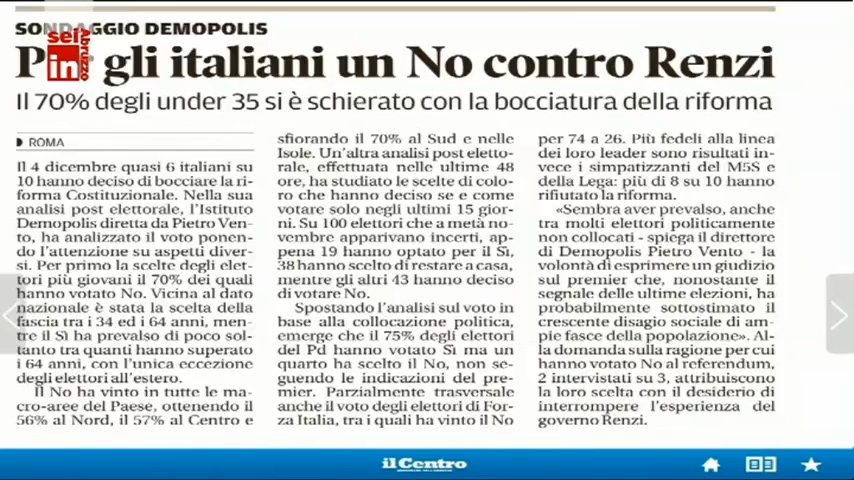 SONDAGGIO DEMOPOLIS
sel Abruzzo
in
gli italiani un No contro Renzi
Il 70% degli under 35 si è schierato con la bocciatura della riforma
ROMA
Il 4 dicembre quasi 6 italiani su
10 hanno deciso di bocciare la ri-
forma Costituzionale. Nella sua
analisi post elettorale, l'Istituto
Demopolis diretta da Pietro Ven-
to, ha analizzato il voto ponen-
do l'attenzione su aspetti diver-
si. Per primo la scelte degli elet-
tori più giovani il 70% dei quali
hanno votato No. Vicina al dato
nazionale è stata la scelta della
fascia tra i 34 ed i 64 anni, men-
tre il Sì ha prevalso di poco sol-
tanto tra quanti hanno superato
i 64 anni, con l'unica eccezione
degli elettori all'estero.
Il No ha vinto in tutte le ma-
cro-aree del Paese, ottenendo il
56% al Nord, il 57% al Centro e
sfiorando il 70% al Sud e nelle
Isole. Un'altra analisi post eletto-
rale, effettuata nelle ultime 48
ore, ha studiato le scelte di colo-
ro che hanno deciso se e come
votare solo negli ultimi 15 gior-
ni. Su 100 elettori che a metà no-
vembre apparivano incerti, ap-
pena 19 hanno optato per il Sì,
38 hanno scelto di restare a casa,
mentre gli altri 43 hanno deciso
di votare No.
Spostando l'analisi sul voto in
base alla collocazione politica,
emerge che il 75% degli elettori
del Pd hanno votato Sì ma un
quarto ha scelto il No, non se-
guendo le indicazioni del pre-
mier. Parzialmente trasversale
anche il voto degli elettori di For-
za Italia, tra i quali ha vinto il No
per 74 a 26. Più fedeli alla linea
dei loro leader sono risultati in-
vece i simpatizzanti del M5S e
della Lega: più di 8 su 10 hanno
rifiutato la riforma.
«Sembra aver prevalso, anche
tra molti elettori politicamente
non collocati - spiega il direttore
di Demopolis Pietro Vento - la
volontà di esprimere un giudizio
sul premier che, nonostante il
segnale delle ultime elezioni, ha
probabilmente sottostimato il
crescente disagio sociale di am-
pie fasce della popolazione». Al-
la domanda sulla ragione per cui
hanno votato No al referendum,
2 intervistati su 3, attribuiscono
la loro scelta con il desiderio di
interrompere l'esperienza del
governo Renzi.
il Centro